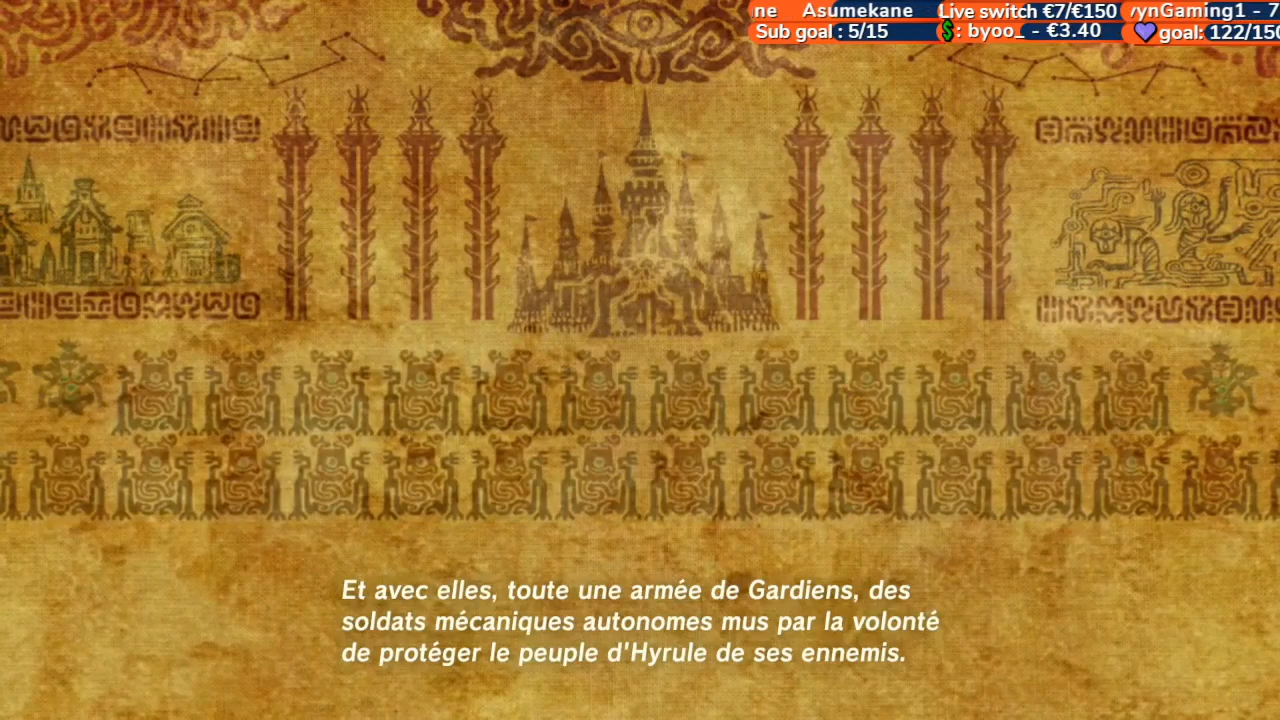 ne Asumekane Live switch €7/€150 rynGaming1 - 7
Sub goal : 5/15 $: byoo_ - €3.40 goal: 122/150
Et avec elles, toute une armée de Gardiens, des
soldats mécaniques autonomes mus par la volonté
de protéger le peuple d'Hyrule de ses ennemis.